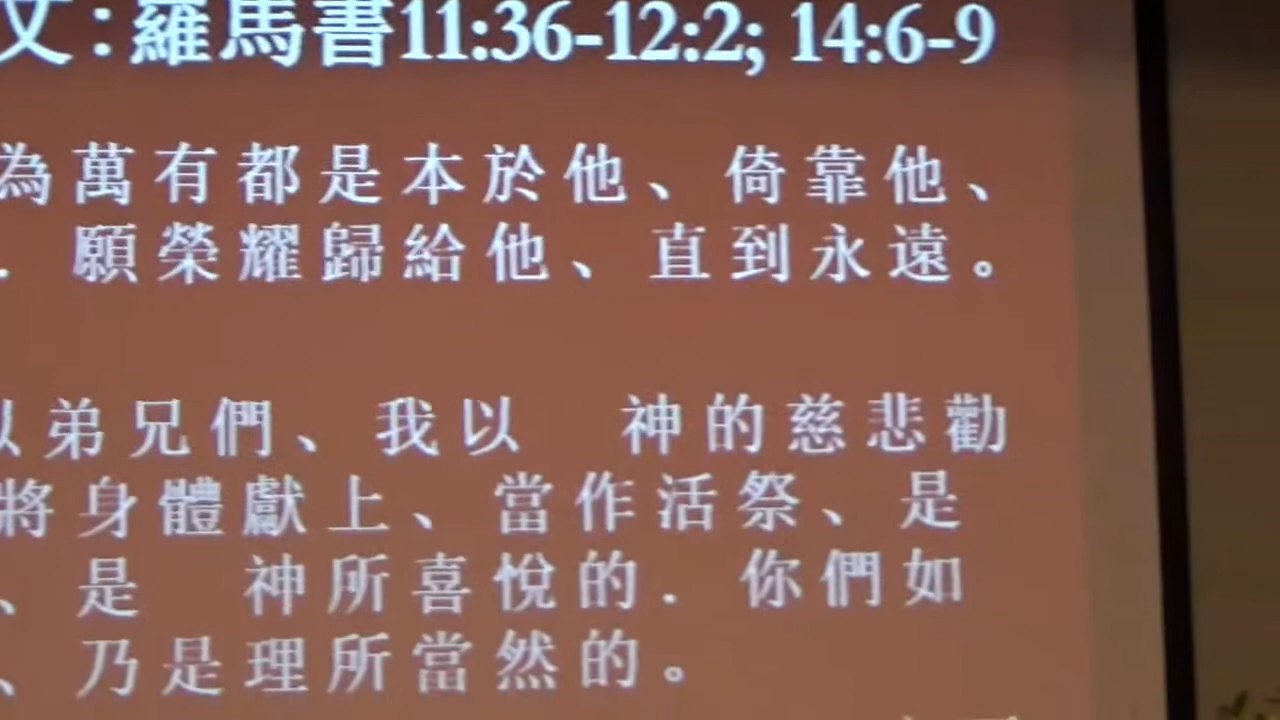 文:羅馬書11:36-12:2; 14:6-9
為萬有都是本於他、倚靠他、
. 願榮耀歸給他、直到永遠。
以弟兄們、我以 神的慈悲勸
將身體獻上、當作活祭、是
、是 神所喜悅的. 你們如
、乃是理所當然的。